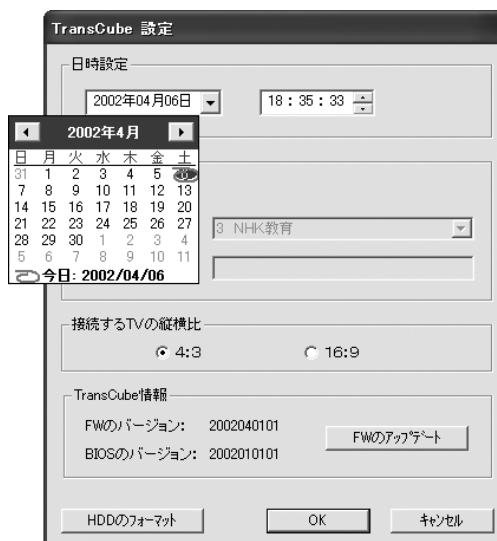 TransCube 設定
日時設定
2002年04月06日
18 : 35 : 33
2002年4月
日 月 火 水 木 金 土
31 1 2 3 4 5 6
7 8 9 10 11 12 13
14 15 16 17 18 19 20
21 22 23 24 25 26 27
28 29 30 1 2 3 4
5 6 7 8 9 10 11
今日: 2002/04/06
3 NHK教育
接続するTVの縦横比
4:3 16:9
TransCube情報
FWのバージョン: 2002040101
BIOSのバージョン: 2002010101
FWのアップデート
HDDのフォーマット OK キャンセル